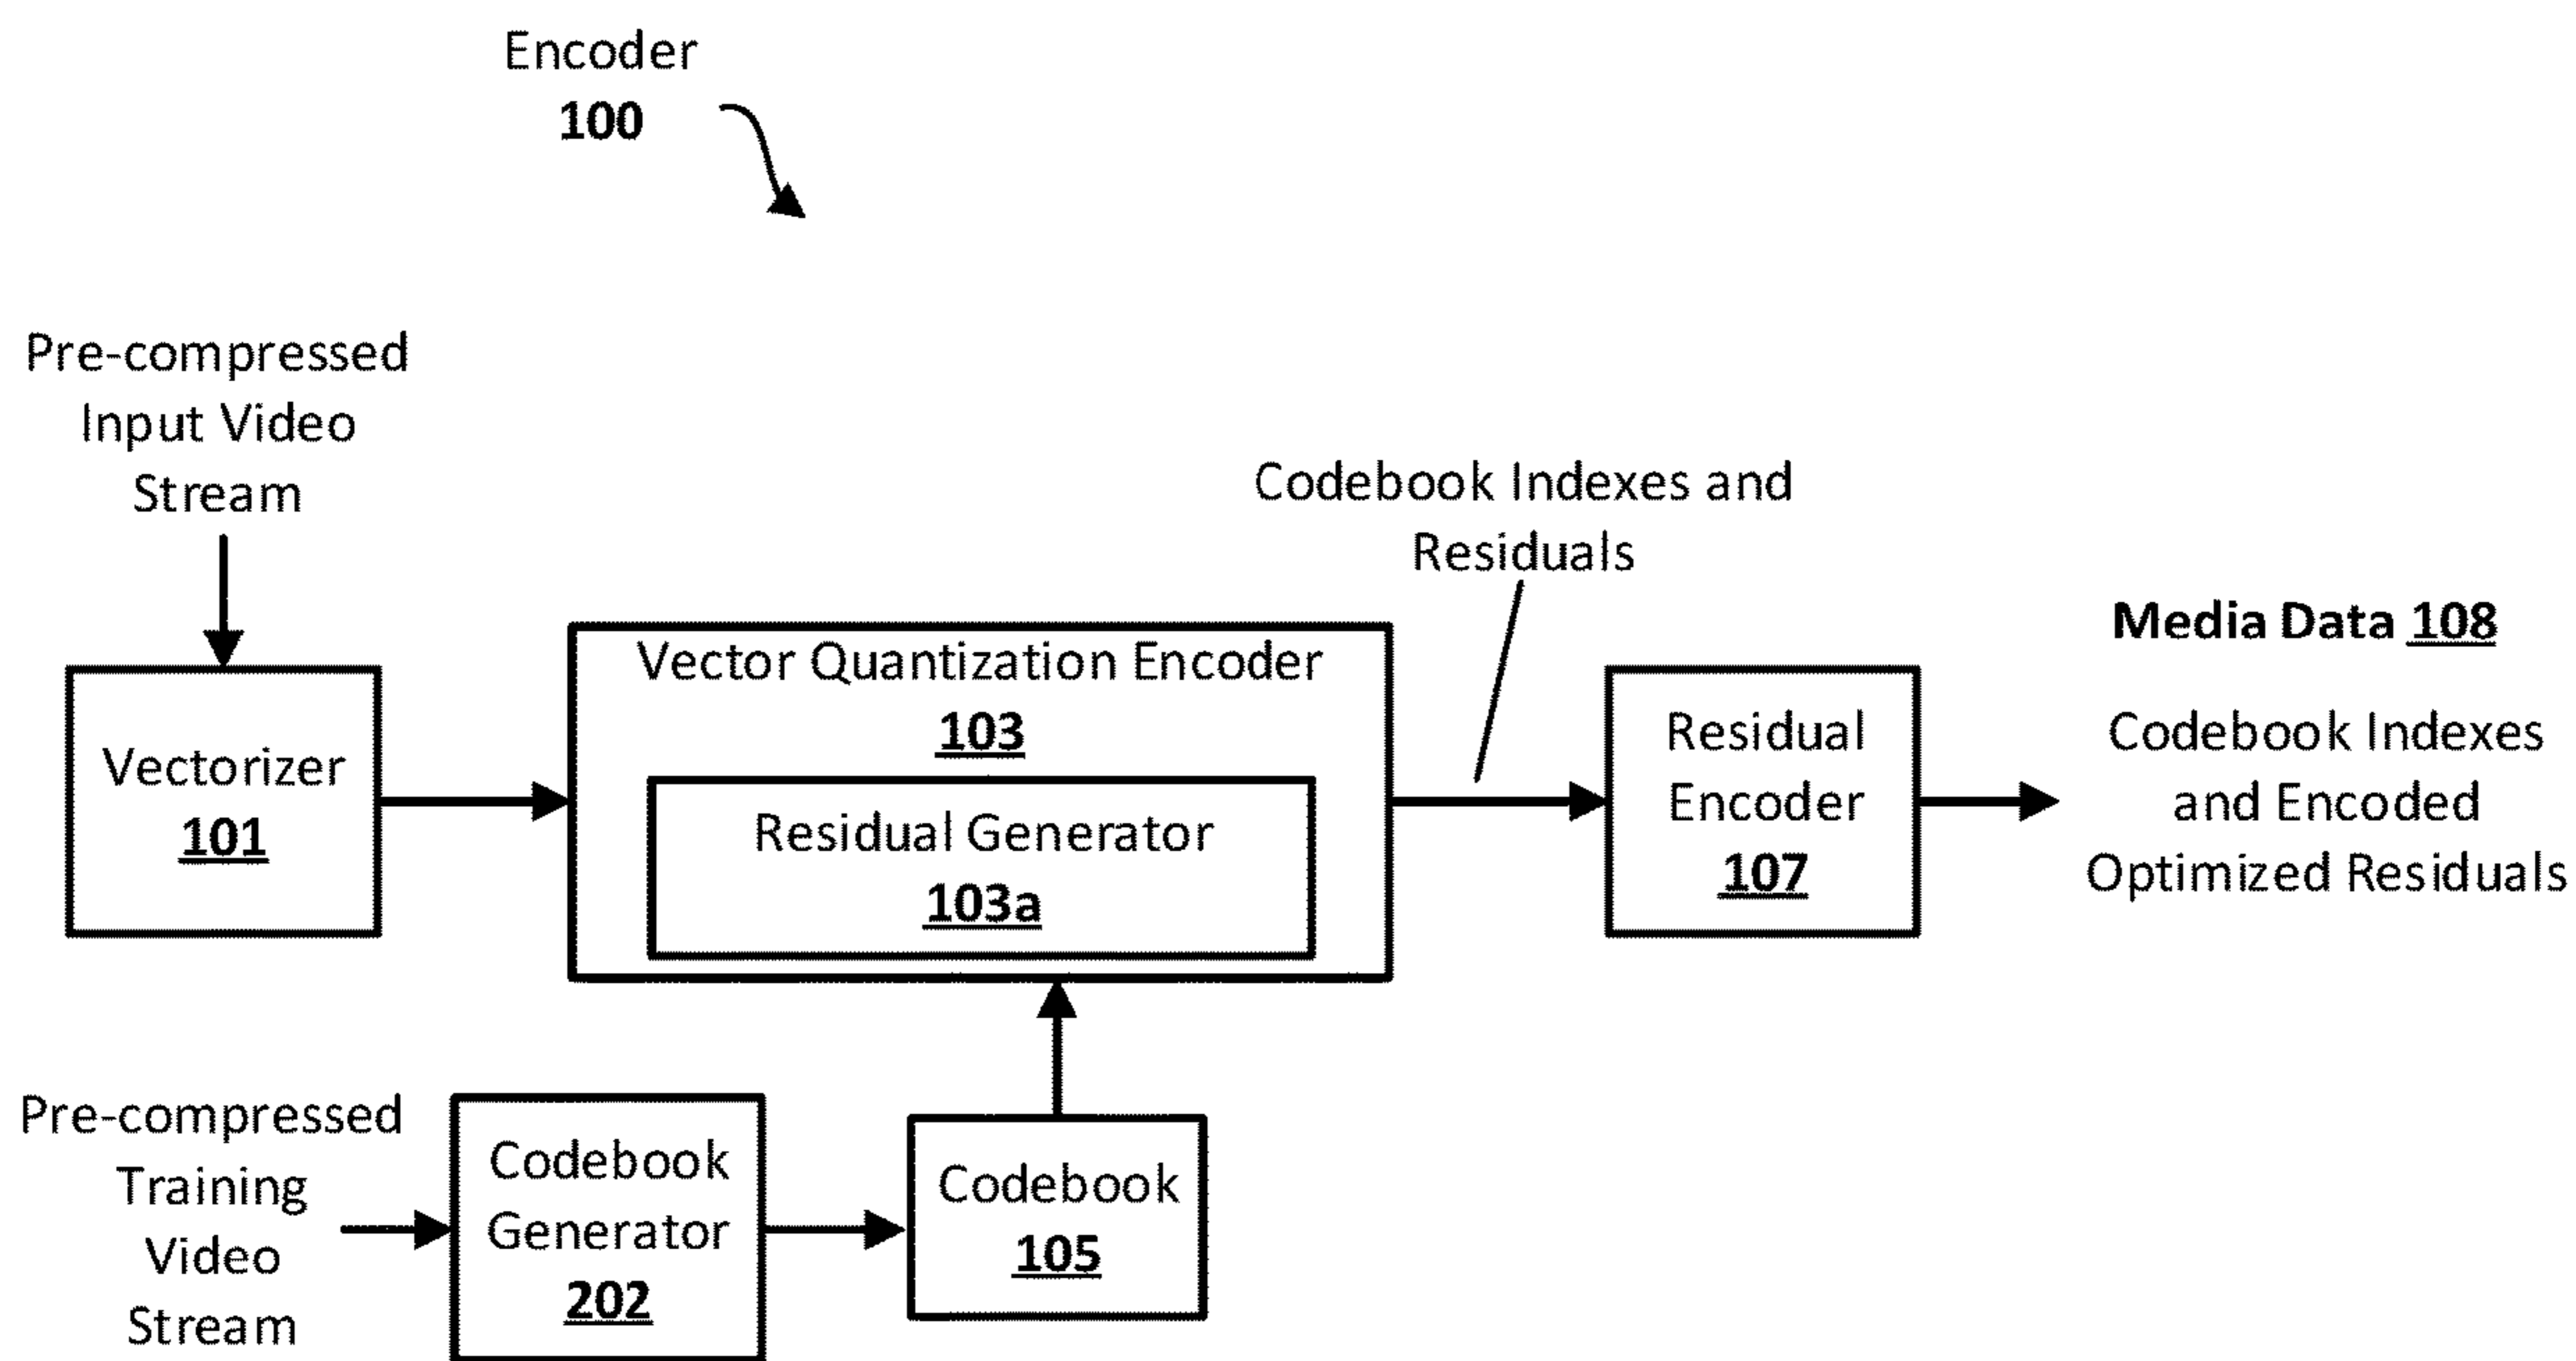 Encoder
100
Pre-compressed
Input Video
Stream
Vectorizer
101
Vector Quantization Encoder
103
Residual Generator
103a
Codebook Indexes and
Residuals
Residual
Encoder
107
Media Data 108
Codebook Indexes
and Encoded
Optimized Residuals
Pre-compressed
Training
Video
Stream
Codebook
Generator
202
Codebook
105